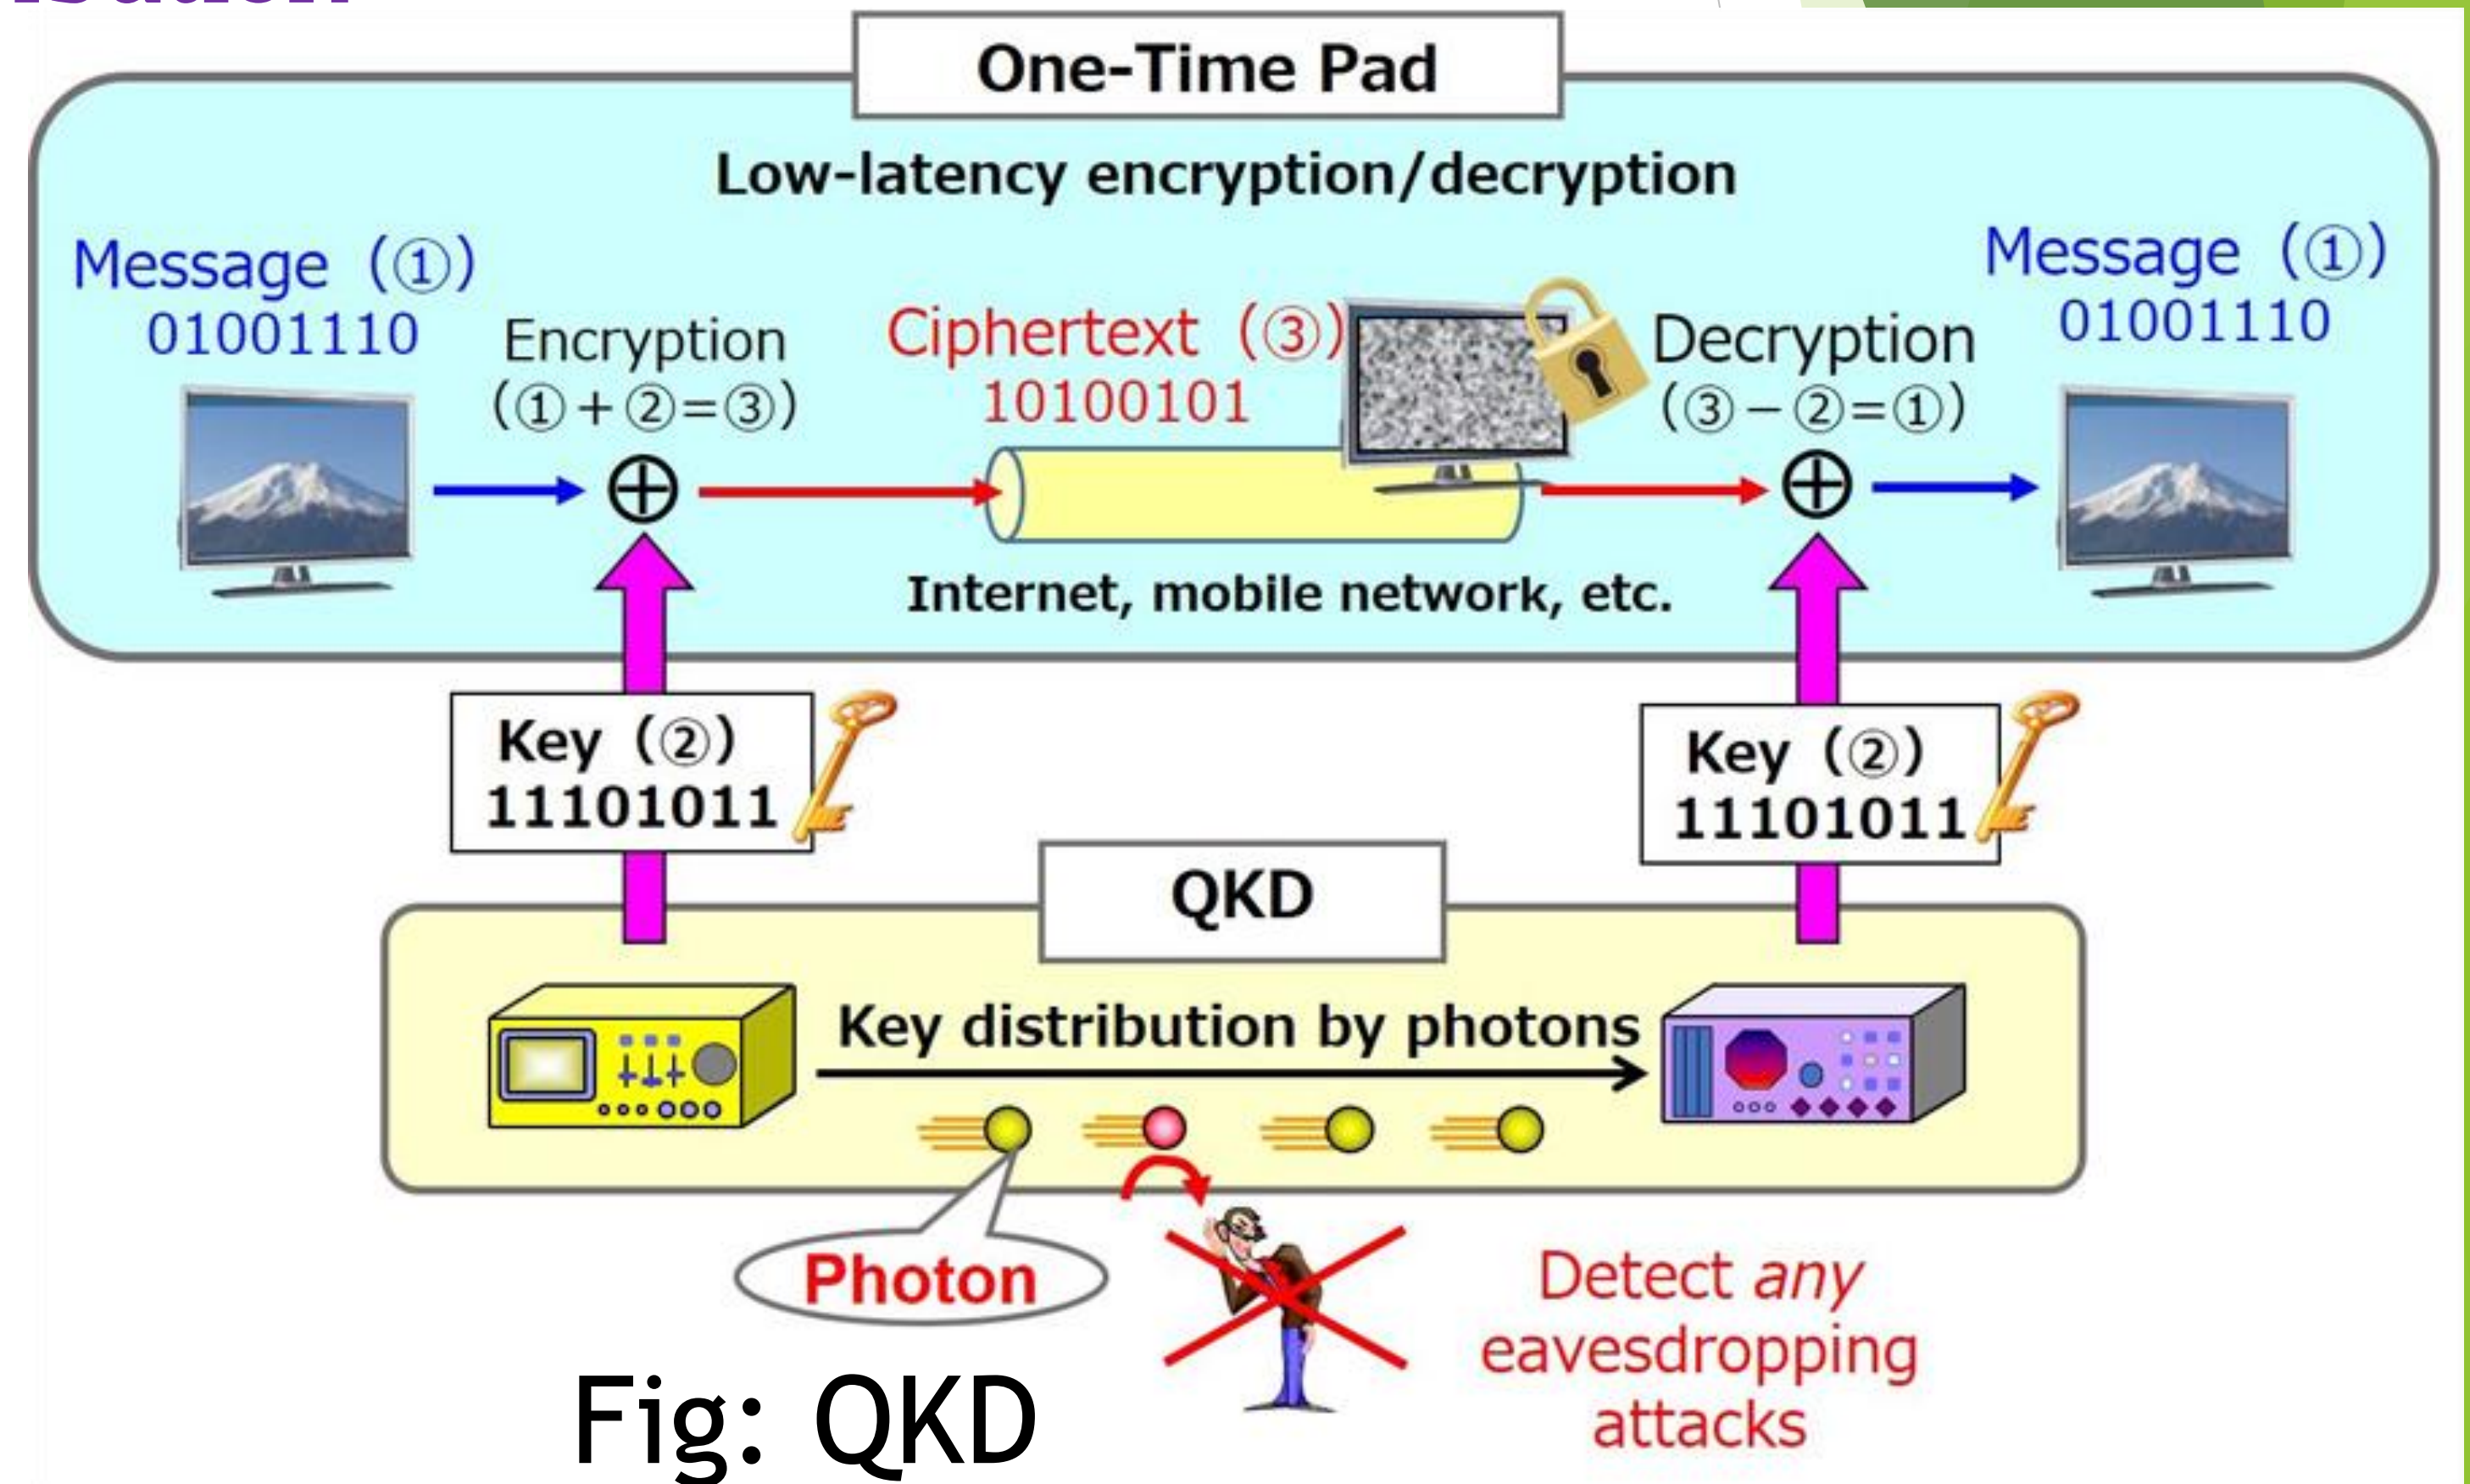 One-Time Pad
Low-latency encryption/decryption
Message (①)
01001110
Encryption
(①+②=③)
Ciphertext (③)
10100101
Decryption
(③−②=①)
Message (①)
01001110
Internet, mobile network, etc.
Key (②)
11101011
Key (②)
11101011
QKD
Key distribution by photons
Photon
Detect any
eavesdropping
attacks
Fig: QKD